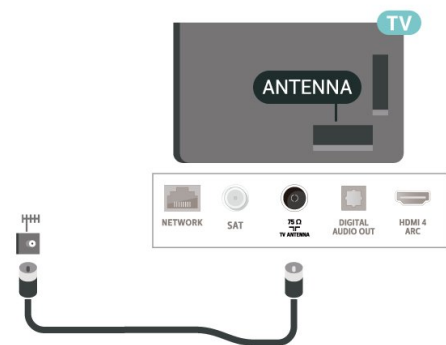 TV
ANTENNA
NETWORK
SAT
75 Ω
TV ANTENNA
DIGITAL
AUDIO OUT
HDMI 4
ARC